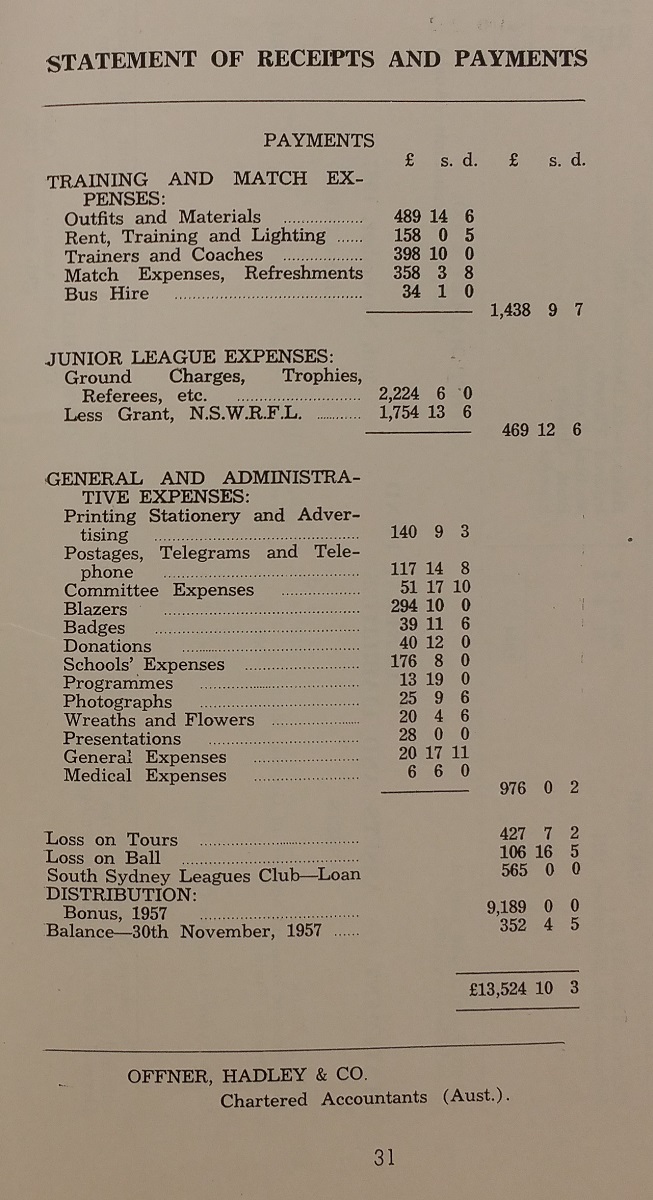 STATEMENT OF RECEIPTS AND PAYMENTS
PAYMENTS
£ s. d. £ s. d.
TRAINING AND MATCH EX-
PENSES:
Outfits and Materials .................. 489 14 6
Rent, Training and Lighting ...... 158 0 5
Trainers and Coaches .................. 398 10 0
Match Expenses, Refreshments 358 3 8
Bus Hire .......................................... 34 1 0
1,438 9 7
JUNIOR LEAGUE EXPENSES:
Ground Charges, Trophies,
Referees, etc. ............................ 2,224 6 0
Less Grant, N.S.W.R.F.L. ........... 1,754 13 6
469 12 6
GENERAL AND ADMINISTRA-
TIVE EXPENSES:
Printing Stationery and Adver-
tising .............................................. 140 9 3
Postages, Telegrams and Tele-
phone ............................................ 117 14 8
Committee Expenses .................. 51 17 10
Blazers ............................................ 294 10 0
Badges .............................................. 39 11 6
Donations ........................................ 40 12 0
Schools' Expenses .......................... 176 8 0
Programmes .................................... 13 19 0
Photographs .................................... 25 9 6
Wreaths and Flowers .................... 20 4 6
Presentations .................................. 28 0 0
General Expenses ........................ 20 17 11
Medical Expenses ........................ 6 6 0
976 0 2
Loss on Tours .................................... 427 7 2
Loss on Ball ........................................ 106 16 5
South Sydney Leagues Club—Loan 565 0 0
DISTRIBUTION:
Bonus, 1957 .................................... 9,189 0 0
Balance—30th November, 1957 ...... 352 4 5
£13,524 10 3
OFFNER, HADLEY & CO.
Chartered Accountants (Aust.).
31